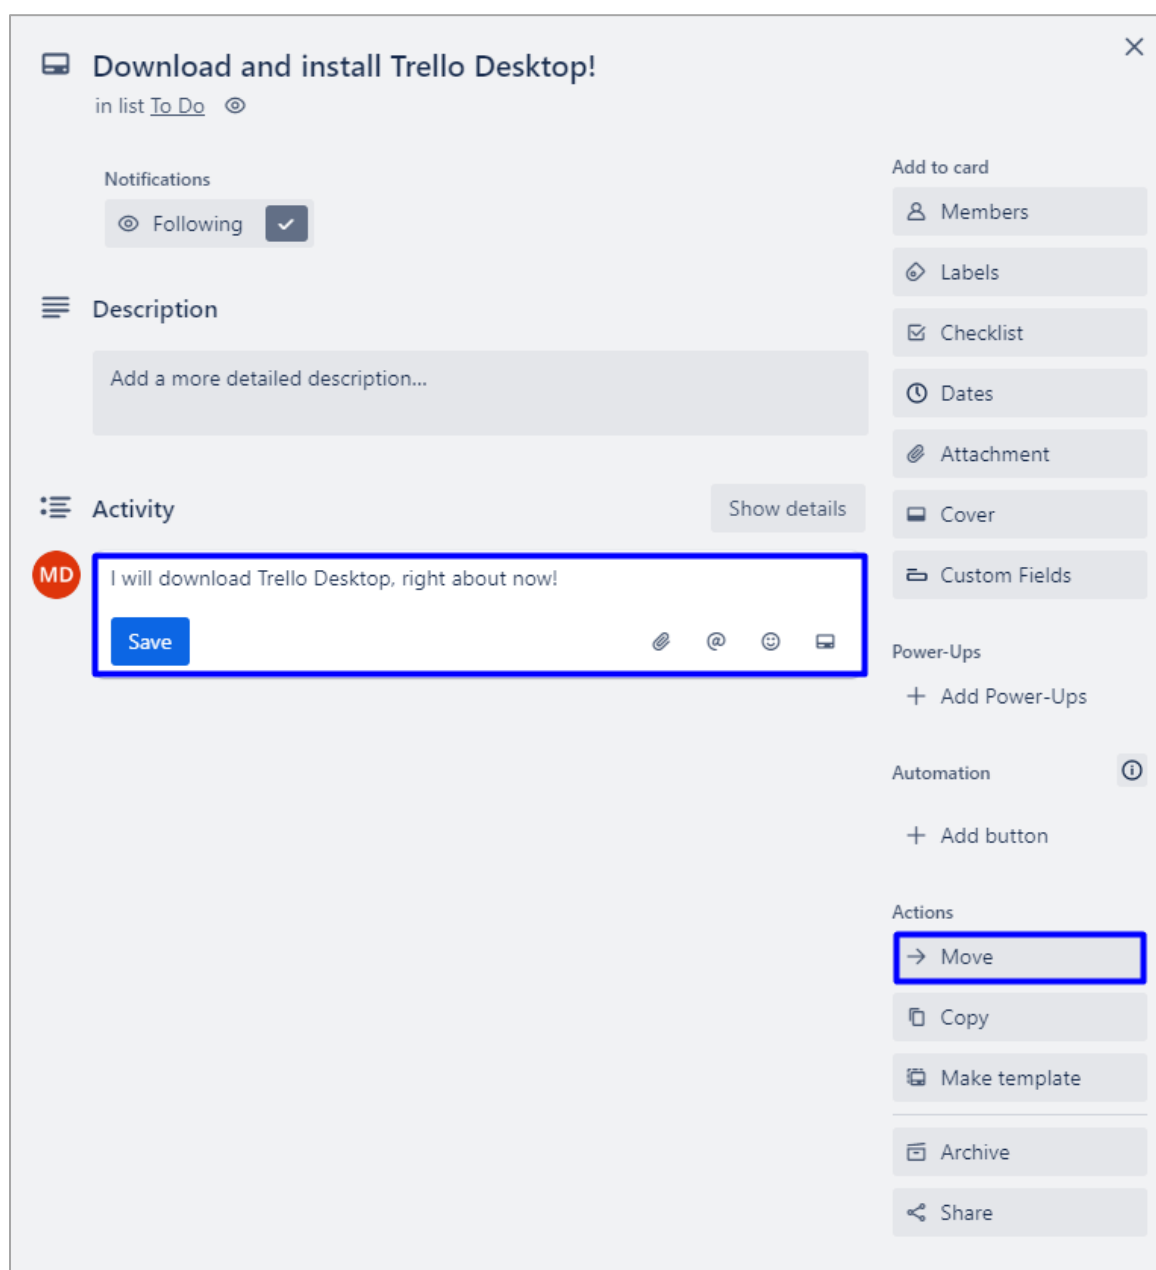 Download and install Trello Desktop!
in list To Do
Notifications
Following
Description
Add a more detailed description...
Activity
Show details
MD
I will download Trello Desktop, right about now!
Save
Add to card
Members
Labels
Checklist
Dates
Attachment
Cover
Custom Fields
Power-Ups
+ Add Power-Ups
Automation
+ Add button
Actions
Move
Copy
Make template
Archive
Share